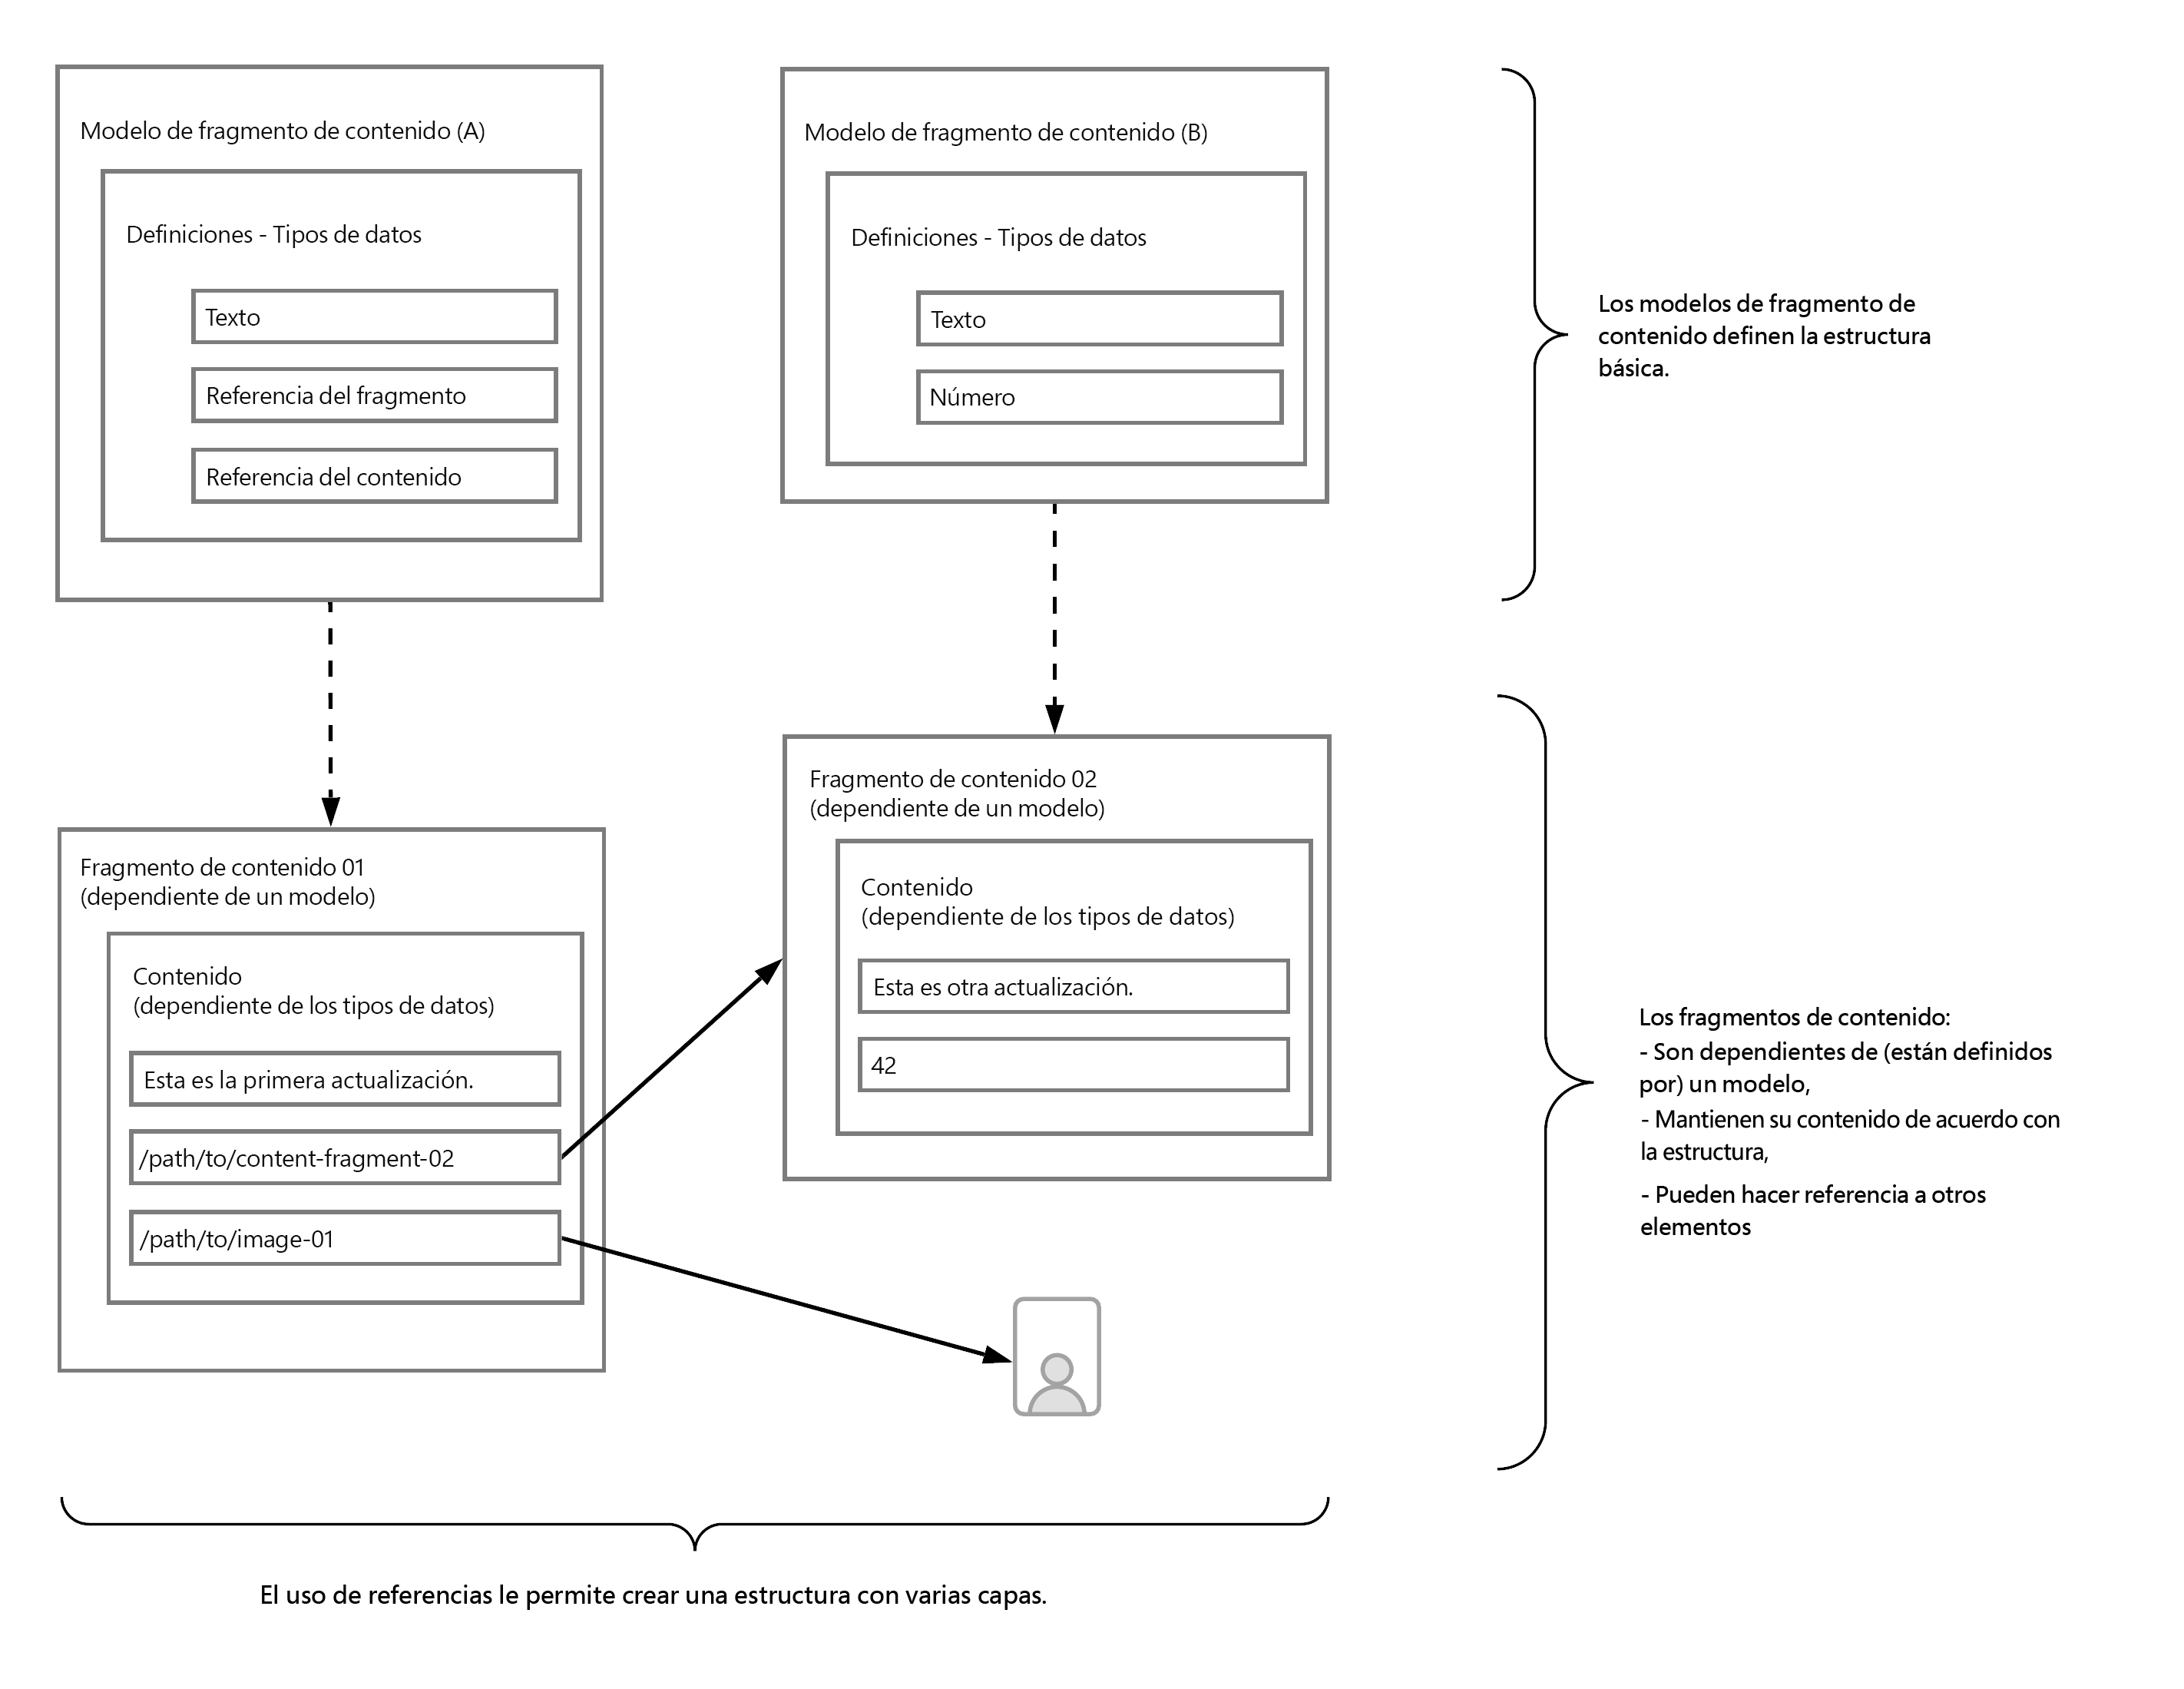 Modelo de fragmento de contenido (A)
Definiciones - Tipos de datos
Texto
Referencia del fragmento
Referencia del contenido
Modelo de fragmento de contenido (B)
Definiciones - Tipos de datos
Texto
Número
Los modelos de fragmento de
contenido definen la estructura
básica.
Fragmento de contenido 01
(dependiente de un modelo)
Contenido
(dependiente de los tipos de datos)
Esta es la primera actualización.
/path/to/content-fragment-02
/path/to/image-01
Fragmento de contenido 02
(dependiente de un modelo)
Contenido
(dependiente de los tipos de datos)
Esta es otra actualización.
42
Los fragmentos de contenido:
- Son dependientes de (están definidos
por) un modelo,
- Mantienen su contenido de acuerdo con
la estructura,
- Pueden hacer referencia a otros
elementos
El uso de referencias le permite crear una estructura con varias capas.